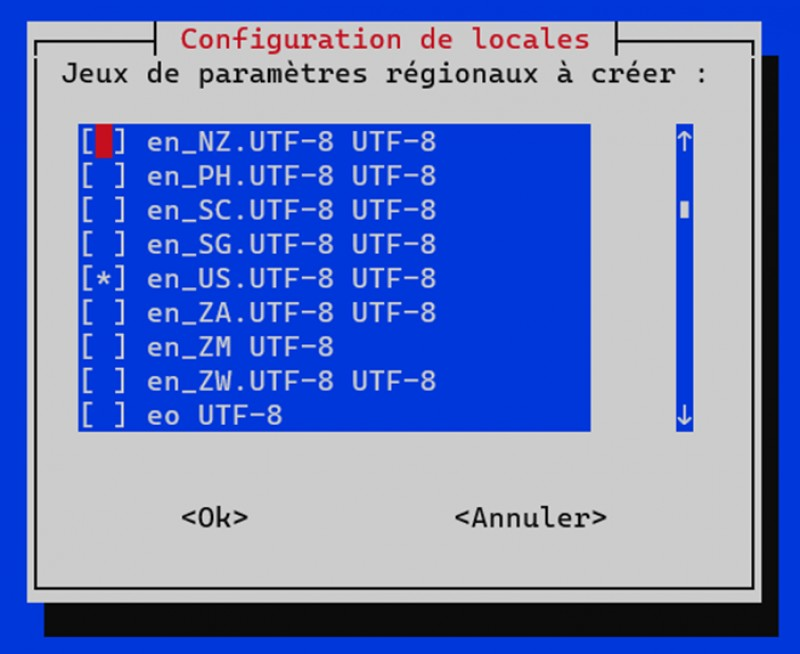 Configuration de locales
Jeux de paramètres régionaux à créer :
[ ] en_NZ.UTF-8 UTF-8
[ ] en_PH.UTF-8 UTF-8
[ ] en_SC.UTF-8 UTF-8
[ ] en_SG.UTF-8 UTF-8
[*] en_US.UTF-8 UTF-8
[ ] en_ZA.UTF-8 UTF-8
[ ] en_ZM UTF-8
[ ] en_ZW.UTF-8 UTF-8
[ ] eo UTF-8
<Ok> <Annuler>